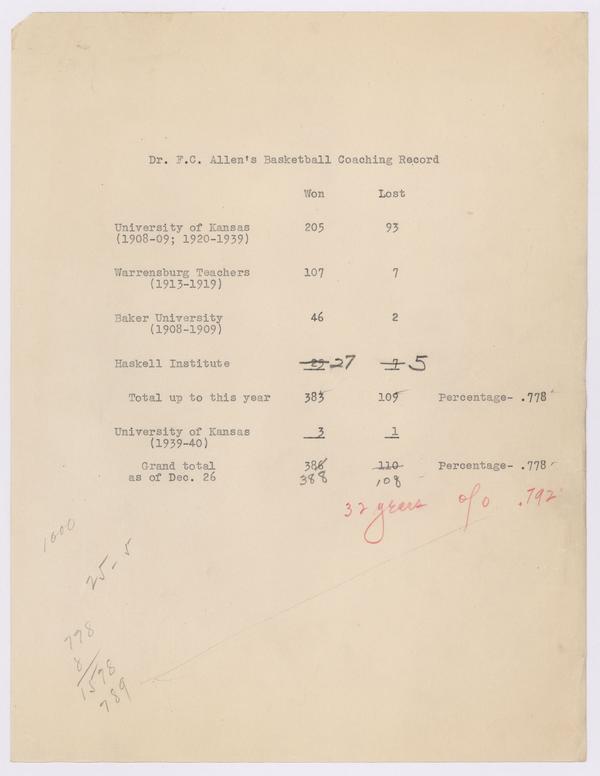 Dr. F.C. Allen's Basketball Coaching Record
Won Lost
University of Kansas 205 93
(1908-09; 1920-1939)
Warrensburg Teachers 107 7
(1913-1919)
Baker University 46 2
(1908-1909)
Haskell Institute 27 5
Total up to this year 383 109 Percentage- .778
University of Kansas 3 1
(1939-40)
Grand total 386 110 Percentage- .778
as of Dec. 26 388 108
32 years % .792
1000
25-5
778
8
1578
789